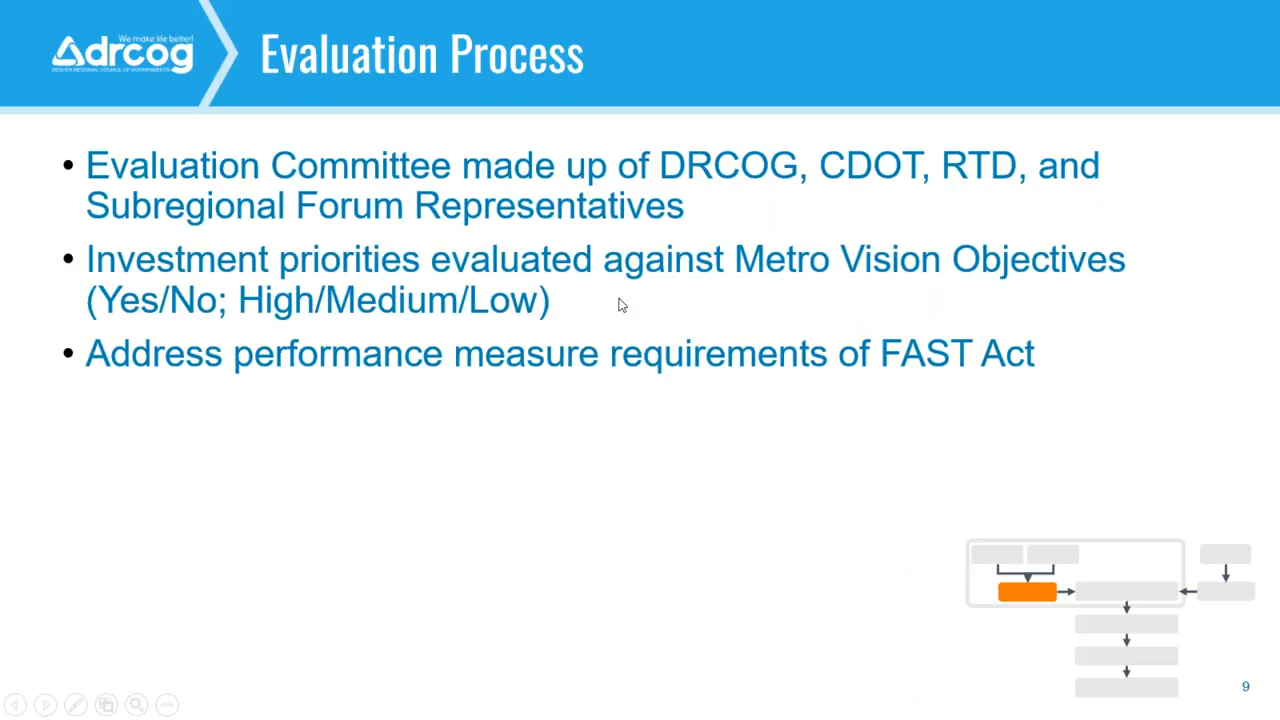 We make life better!
drcog
DENVER REGIONAL COUNCIL OF GOVERNMENTS
Evaluation Process
• Evaluation Committee made up of DRCOG, CDOT, RTD, and
Subregional Forum Representatives
• Investment priorities evaluated against Metro Vision Objectives
(Yes/No; High/Medium/Low)
• Address performance measure requirements of FAST Act
9